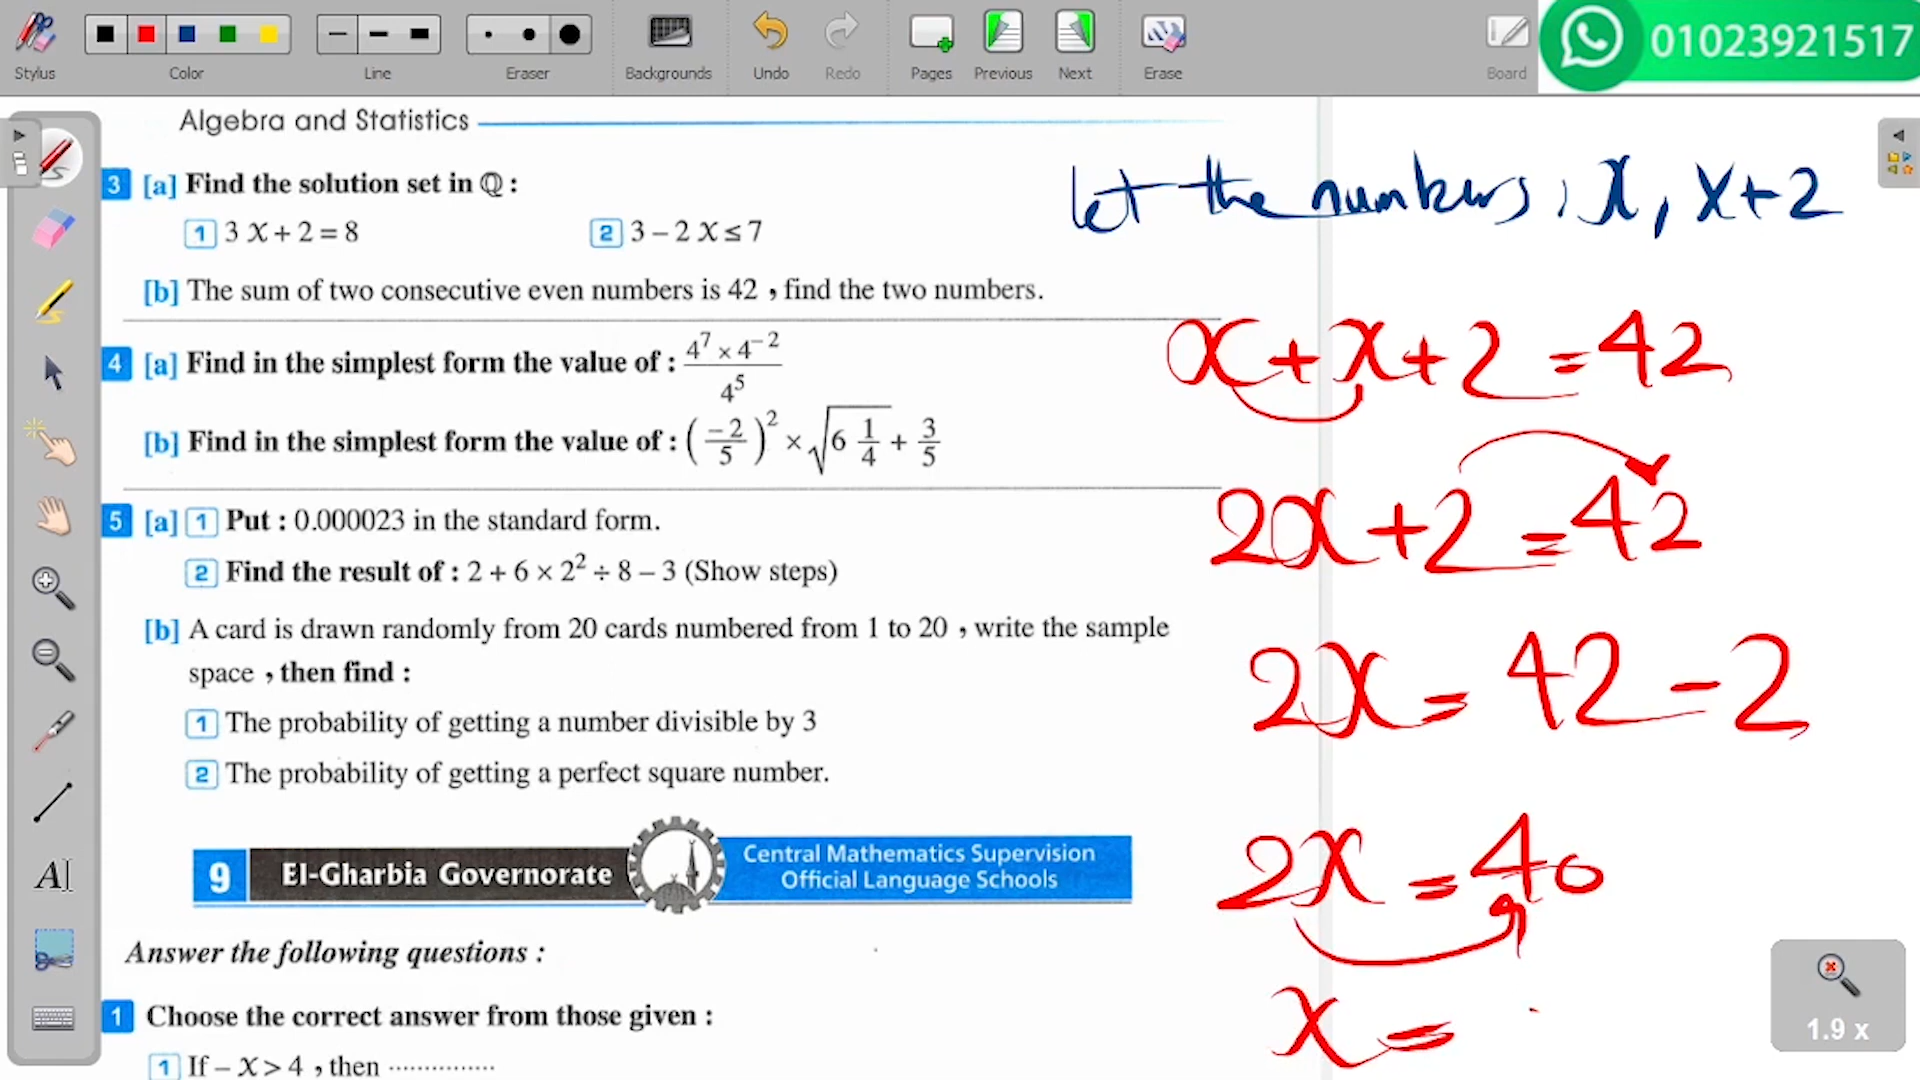 Stylus
Color
Line
Eraser
Backgrounds
Undo
Redo
Pages
Previous
Next
Erase
Board
01023921517
Algebra and Statistics
3 [a] Find the solution set in ℚ :
1 3 X + 2 = 8
2 3 – 2 X ≤ 7
[b] The sum of two consecutive even numbers is 42 , find the two numbers.
4 [a] Find in the simplest form the value of : (4⁷ × 4⁻²) / 4⁵
[b] Find in the simplest form the value of : (–2/5)² × √(6 1/4) + 3/5
5 [a] 1 Put : 0.000023 in the standard form.
2 Find the result of : 2 + 6 × 2² ÷ 8 – 3 (Show steps)
[b] A card is drawn randomly from 20 cards numbered from 1 to 20 , write the sample
space , then find :
1 The probability of getting a number divisible by 3
2 The probability of getting a perfect square number.
9 El-Gharbia Governorate
Central Mathematics Supervision
Official Language Schools
Answer the following questions :
1 Choose the correct answer from those given :
1 If – X > 4 , then ..............
let the numbers : x , x+2
x + x + 2 = 42
2x + 2 = 42
2x = 42 – 2
2x = 40
x =
A
1.9 x